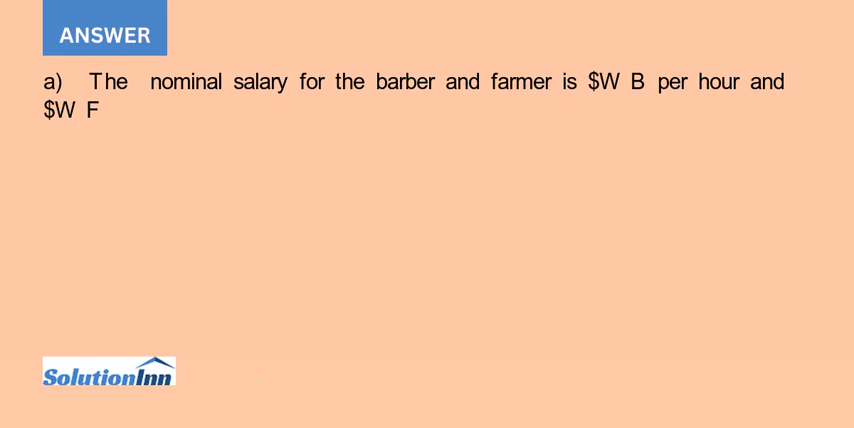 ANSWER
a) The nominal salary for the barber and farmer is $W B per hour and
$W F
SolutionInn